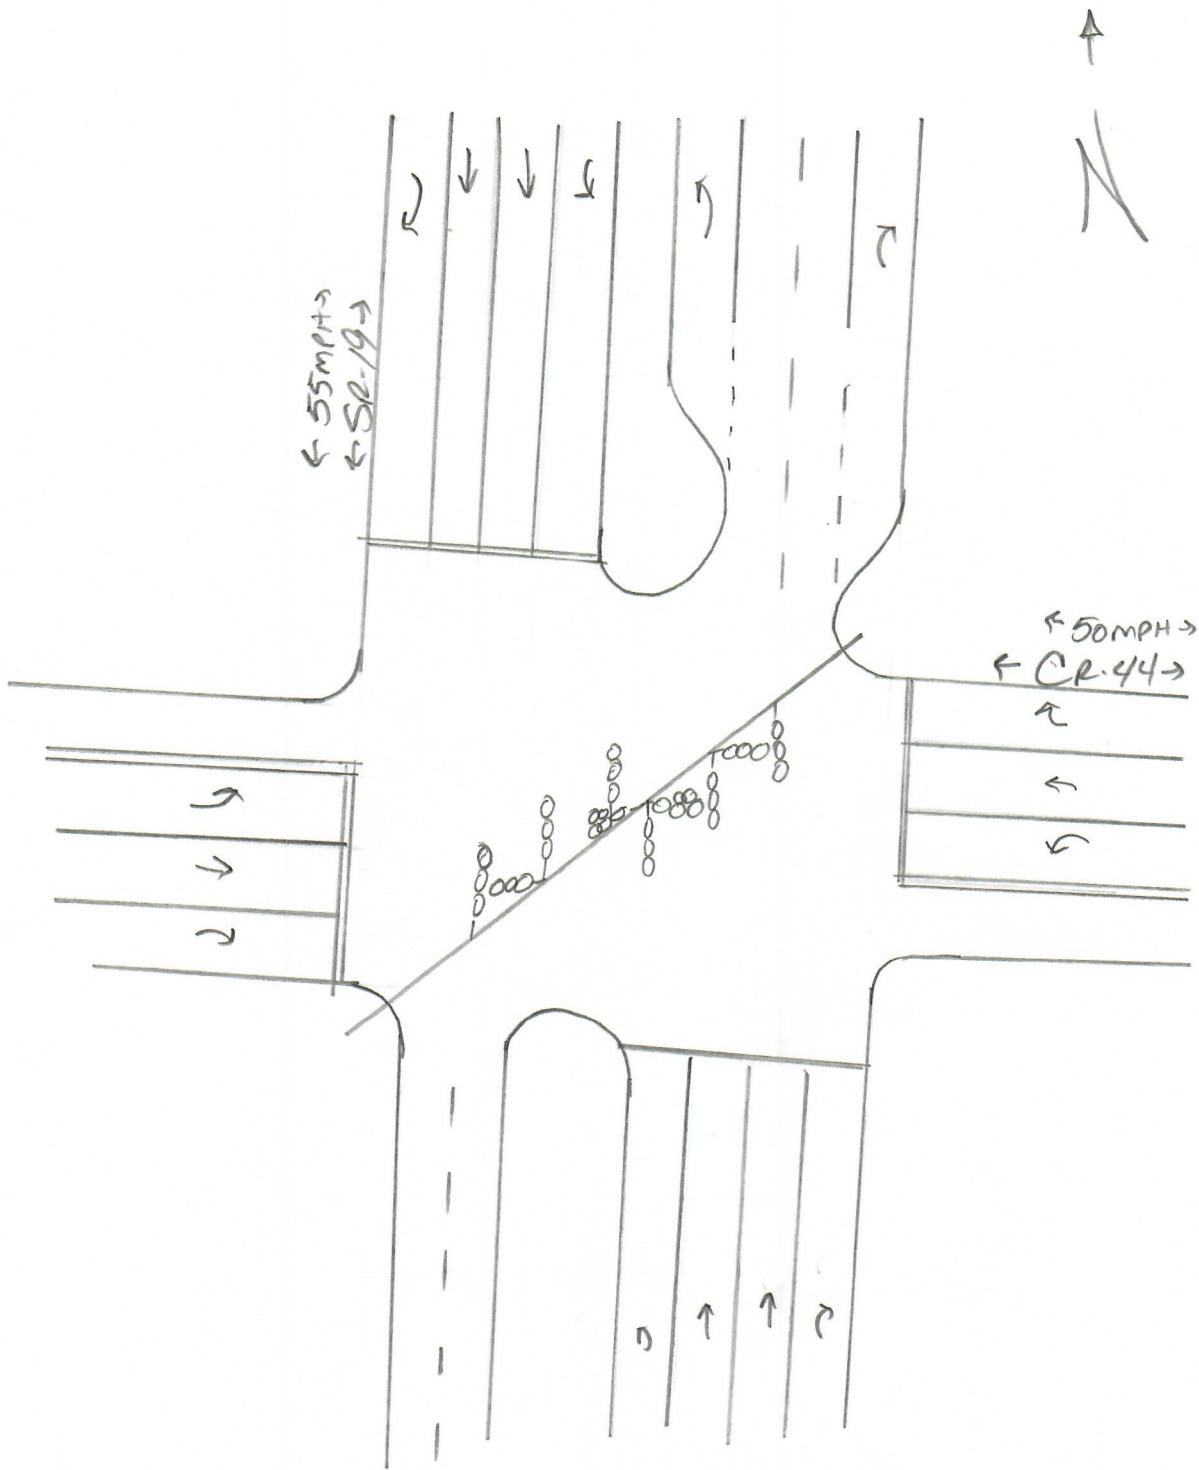 N
← 55MPH →
← SR-19 →
← 50MPH →
← CR-44 →